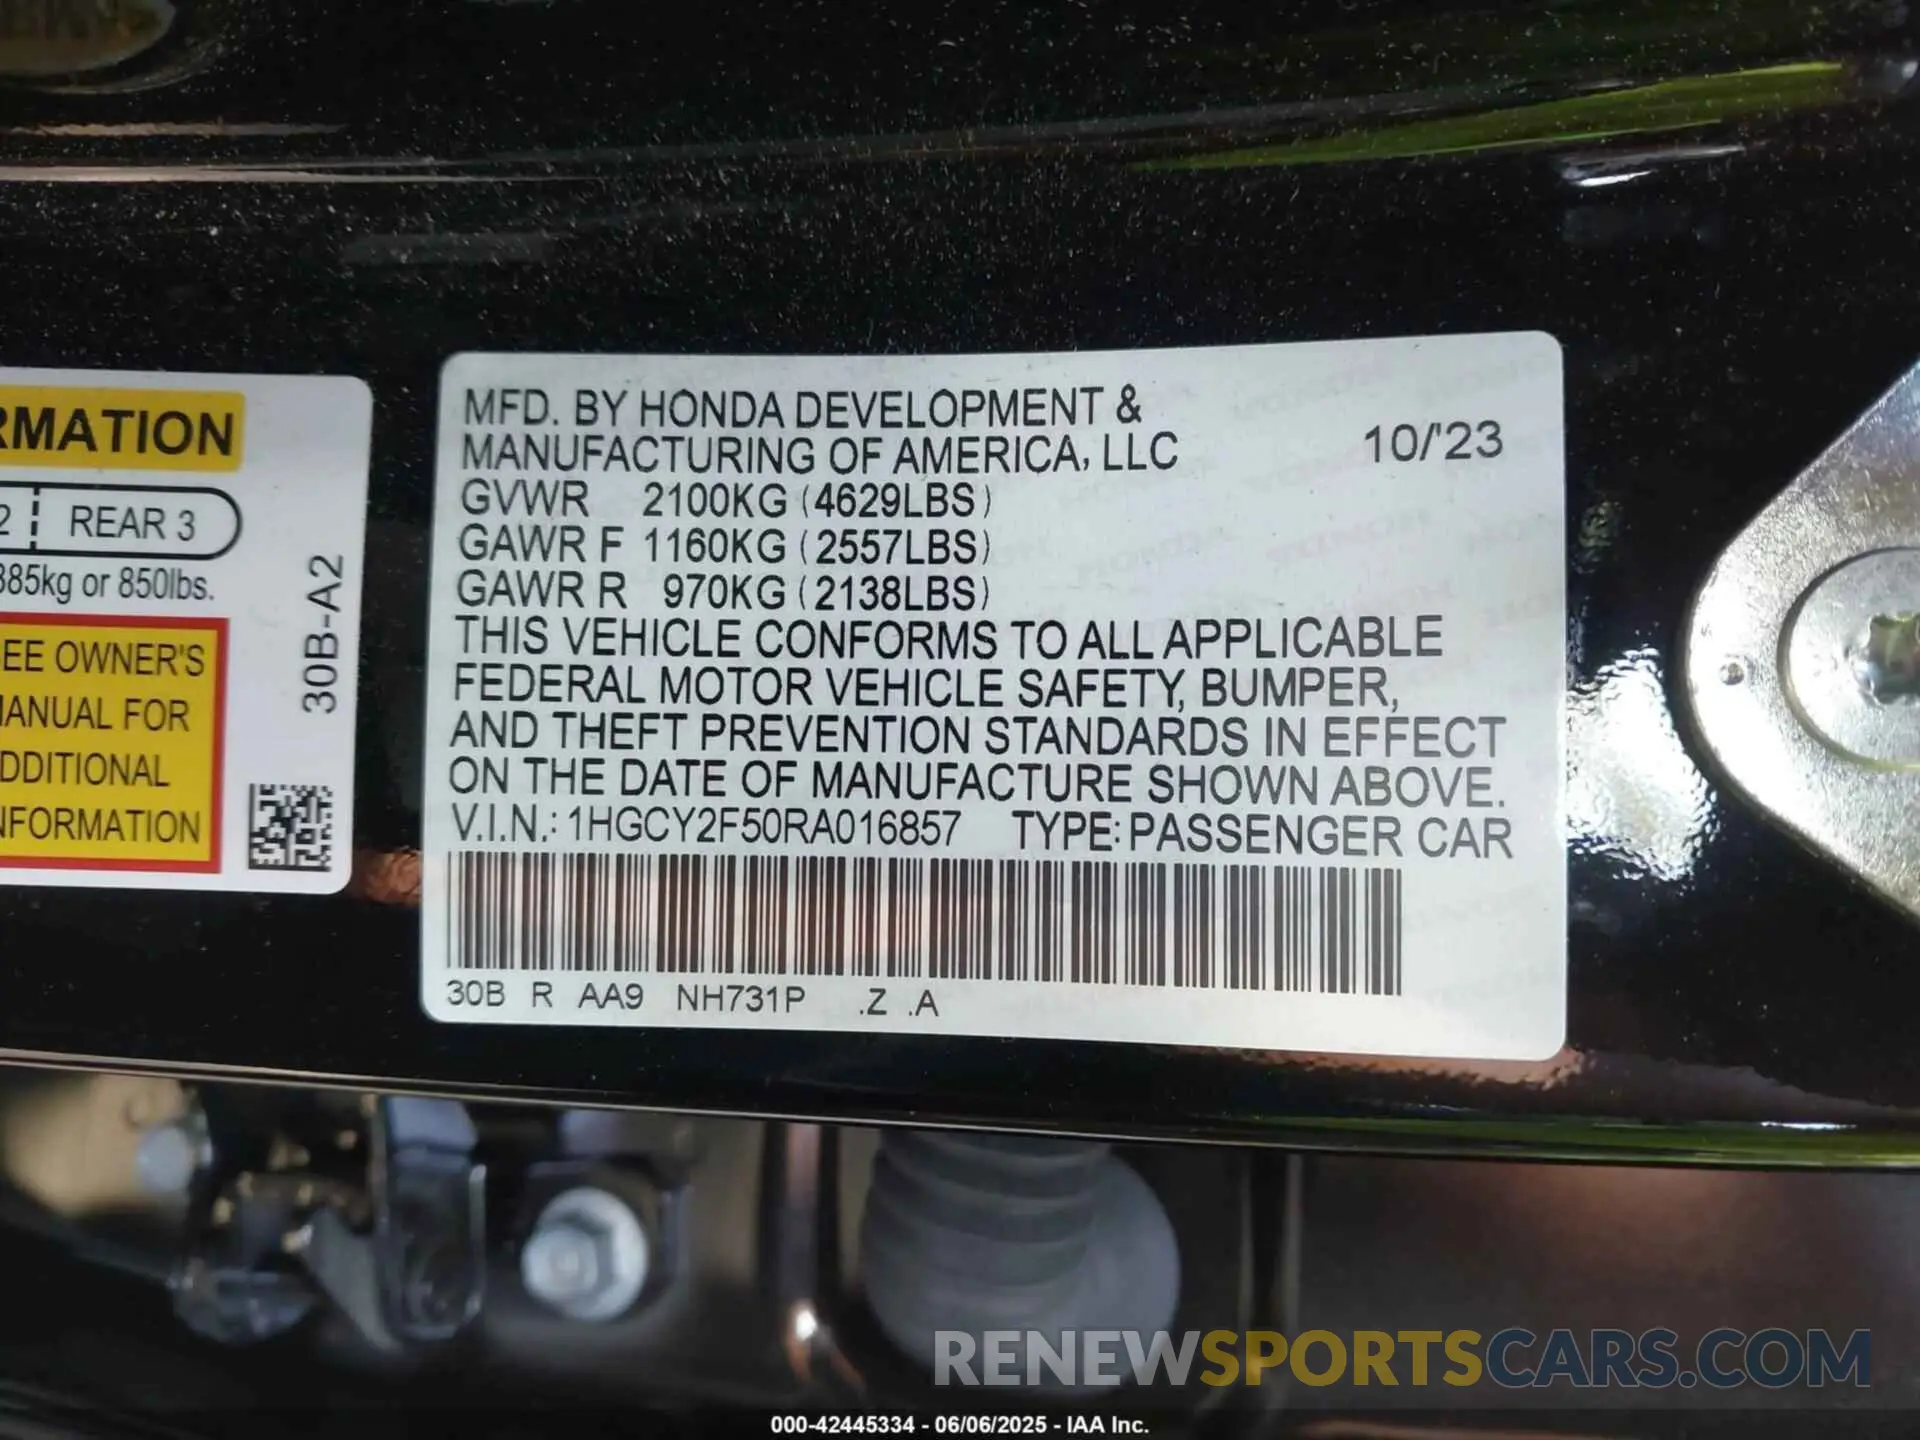 RMATION
2 REAR 3
385kg or 850lbs.
EE OWNER'S
ANUAL FOR
DDITIONAL
NFORMATION
30B-A2
MFD. BY HONDA DEVELOPMENT &
MANUFACTURING OF AMERICA, LLC 10/'23
GVWR 2100KG (4629LBS)
GAWR F 1160KG (2557LBS)
GAWR R 970KG (2138LBS)
THIS VEHICLE CONFORMS TO ALL APPLICABLE
FEDERAL MOTOR VEHICLE SAFETY, BUMPER,
AND THEFT PREVENTION STANDARDS IN EFFECT
ON THE DATE OF MANUFACTURE SHOWN ABOVE.
V.I.N.: 1HGCY2F50RA016857 TYPE: PASSENGER CAR
30B R AA9 NH731P .Z .A
RENEWSPORTSCARS.COM
000-42445334 - 06/06/2025 - IAA Inc.